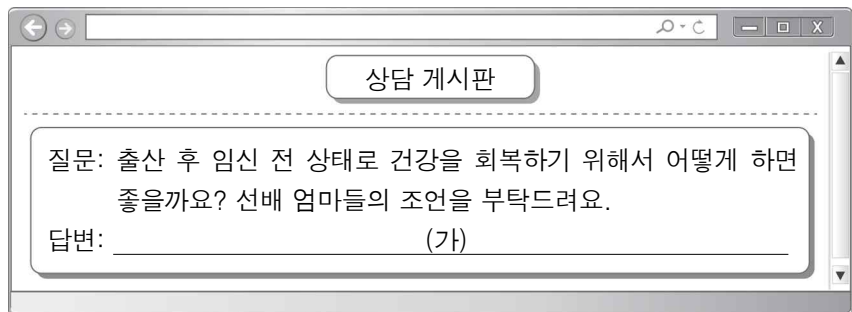 상담 게시판
질문: 출산 후 임신 전 상태로 건강을 회복하기 위해서 어떻게 하면
좋을까요? 선배 엄마들의 조언을 부탁드려요.
답변: (가)